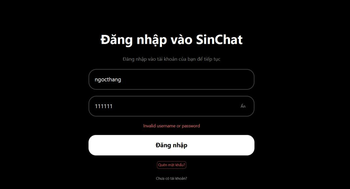 Đăng nhập vào SinChat
Đăng nhập vào tài khoản của bạn để tiếp tục
ngocthang
111111
Ẩn
Invalid username or password
Đăng nhập
Quên mật khẩu?
Chưa có tài khoản?